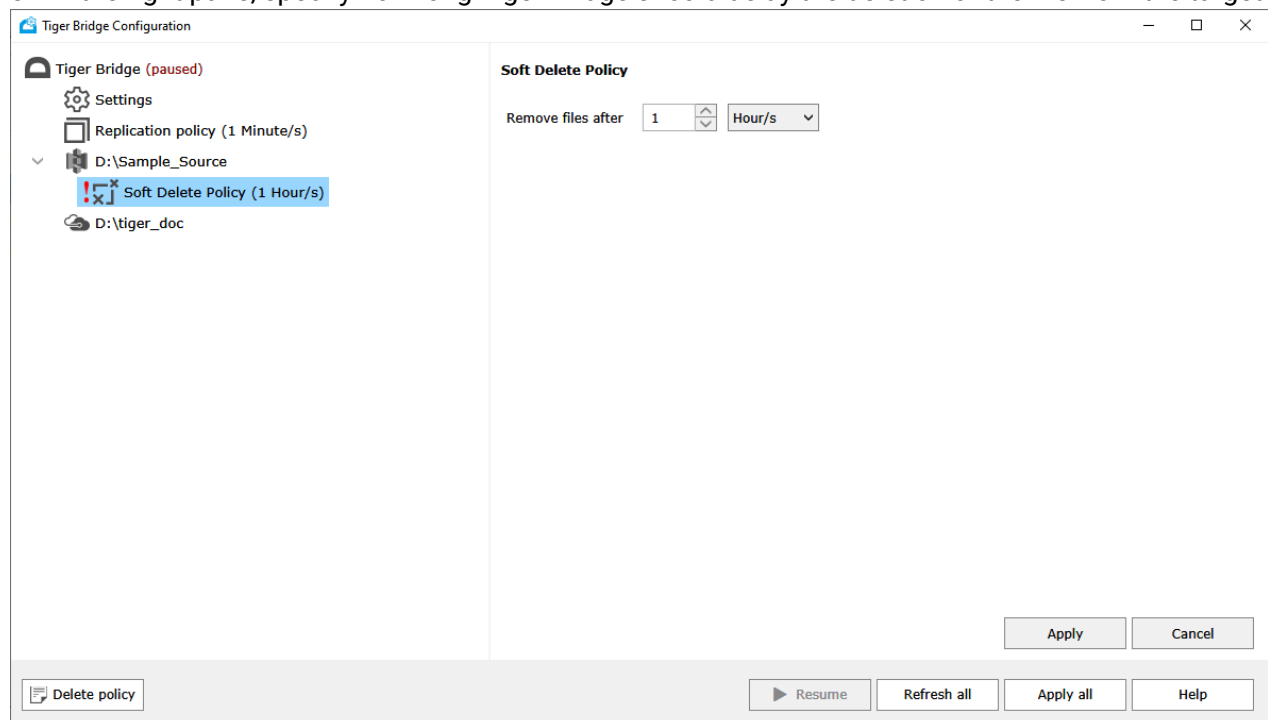 Tiger Bridge Configuration
Tiger Bridge (paused)
Settings
Replication policy (1 Minute/s)
D:\Sample_Source
Soft Delete Policy (1 Hour/s)
D:\tiger_doc
Soft Delete Policy
Remove files after 1 Hour/s
Apply Cancel
Delete policy Resume Refresh all Apply all Help